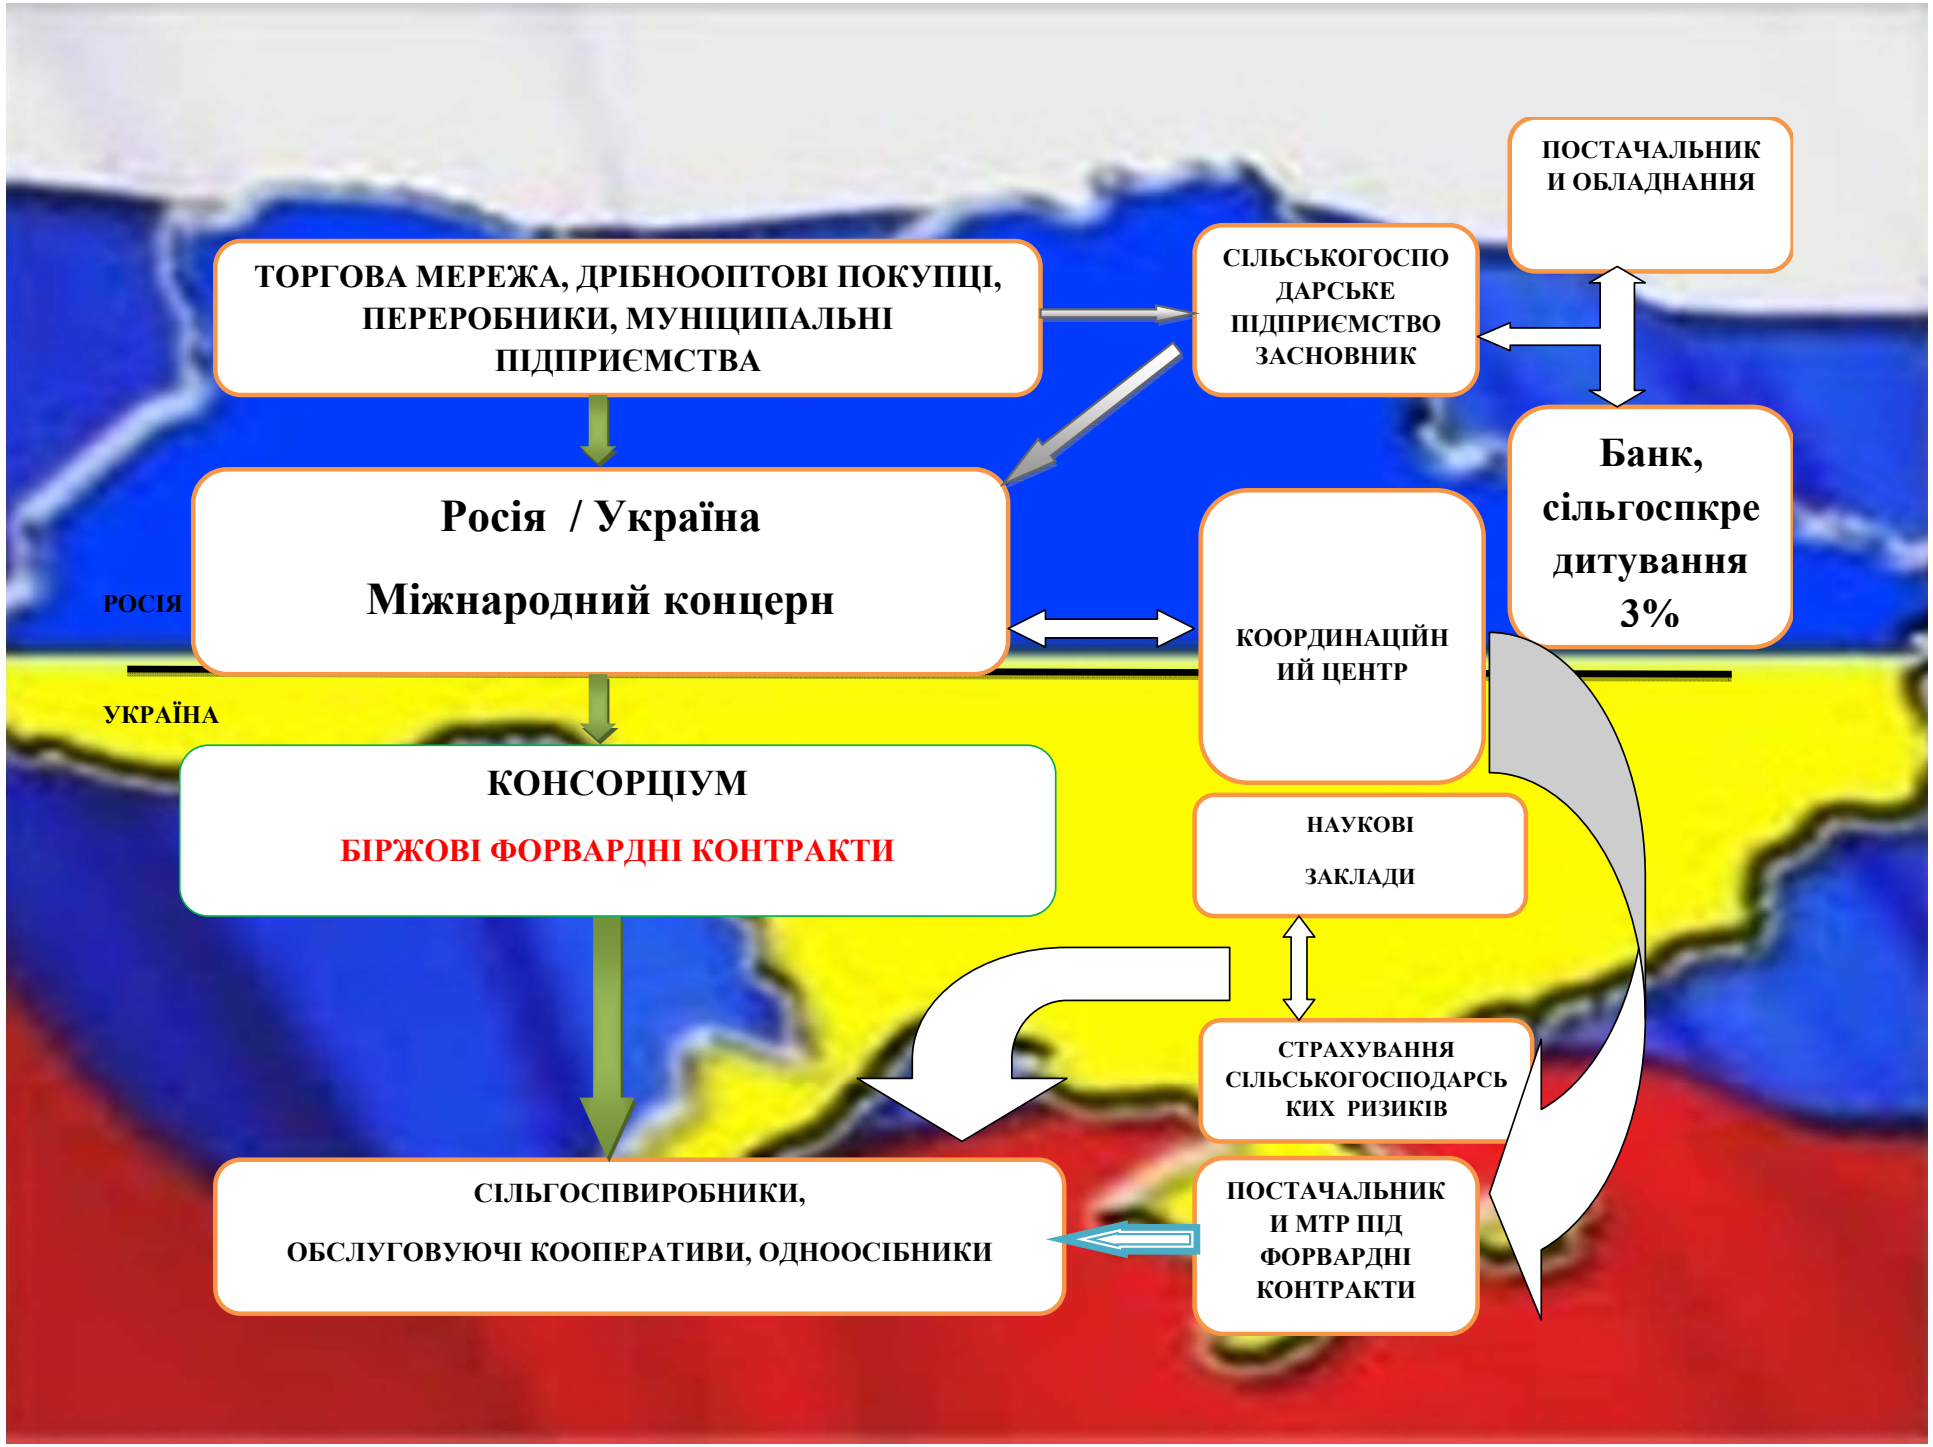 ПОСТАЧАЛЬНИК
И ОБЛАДНАННЯ
ТОРГОВА МЕРЕЖА, ДРІБНООПТОВІ ПОКУПЦІ,
ПЕРЕРОБНИКИ, МУНІЦИПАЛЬНІ
ПІДПРИЄМСТВА
СІЛЬСЬКОГОСПО
ДАРСЬКЕ
ПІДПРИЄМСТВО
ЗАСНОВНИК
Банк,
сільгоспкре
дитування
3%
Росія / Україна
Міжнародний концерн
РОСІЯ
КООРДИНАЦІЙН
ИЙ ЦЕНТР
УКРАЇНА
КОНСОРЦІУМ
БІРЖОВІ ФОРВАРДНІ КОНТРАКТИ
НАУКОВІ
ЗАКЛАДИ
СТРАХУВАННЯ
СІЛЬСЬКОГОСПОДАРСЬ
КИХ РИЗИКІВ
СІЛЬГОСПВИРОБНИКИ,
ОБСЛУГОВУЮЧІ КООПЕРАТИВИ, ОДНООСІБНИКИ
ПОСТАЧАЛЬНИК
И МТР ПІД
ФОРВАРДНІ
КОНТРАКТИ